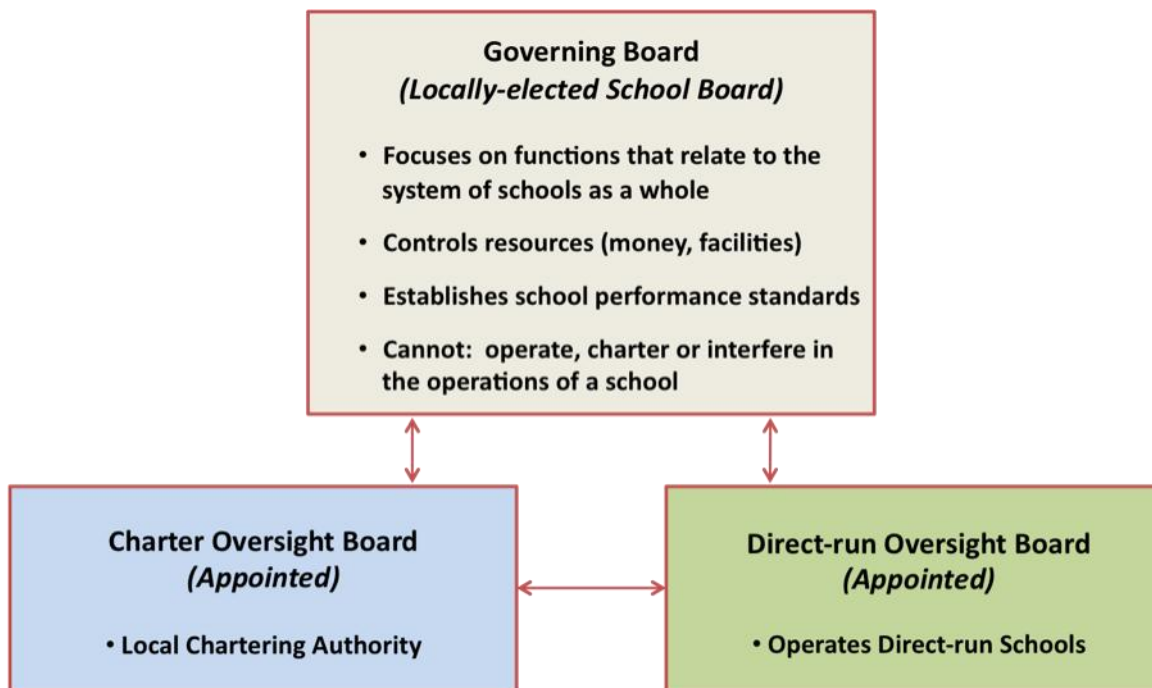 Governing Board
(Locally-elected School Board)
• Focuses on functions that relate to the
system of schools as a whole
• Controls resources (money, facilities)
• Establishes school performance standards
• Cannot:  operate, charter or interfere in
the operations of a school
Charter Oversight Board
(Appointed)
• Local Chartering Authority
Direct-run Oversight Board
(Appointed)
• Operates Direct-run Schools